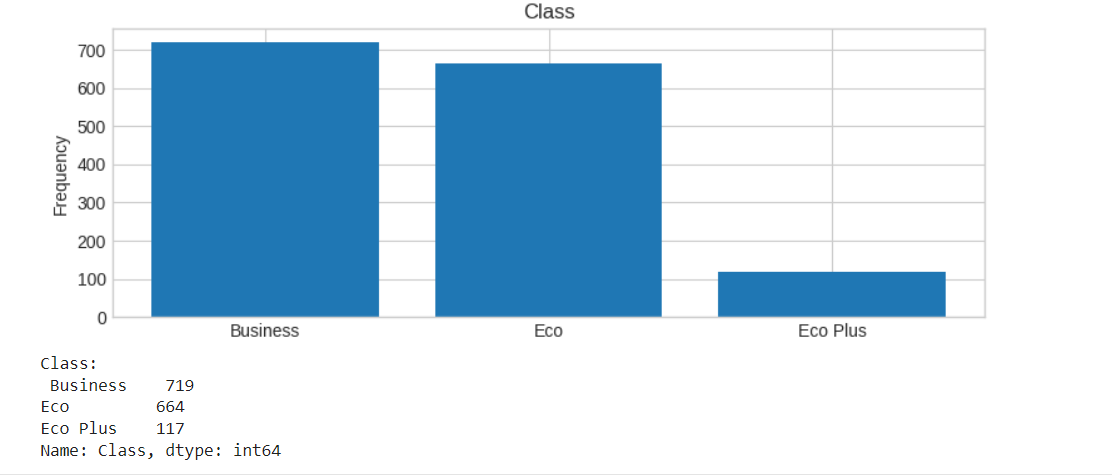 Class
Frequency
700
600
500
400
300
200
100
0
Business Eco Eco Plus
Class:
 Business    719
Eco         664
Eco Plus    117
Name: Class, dtype: int64